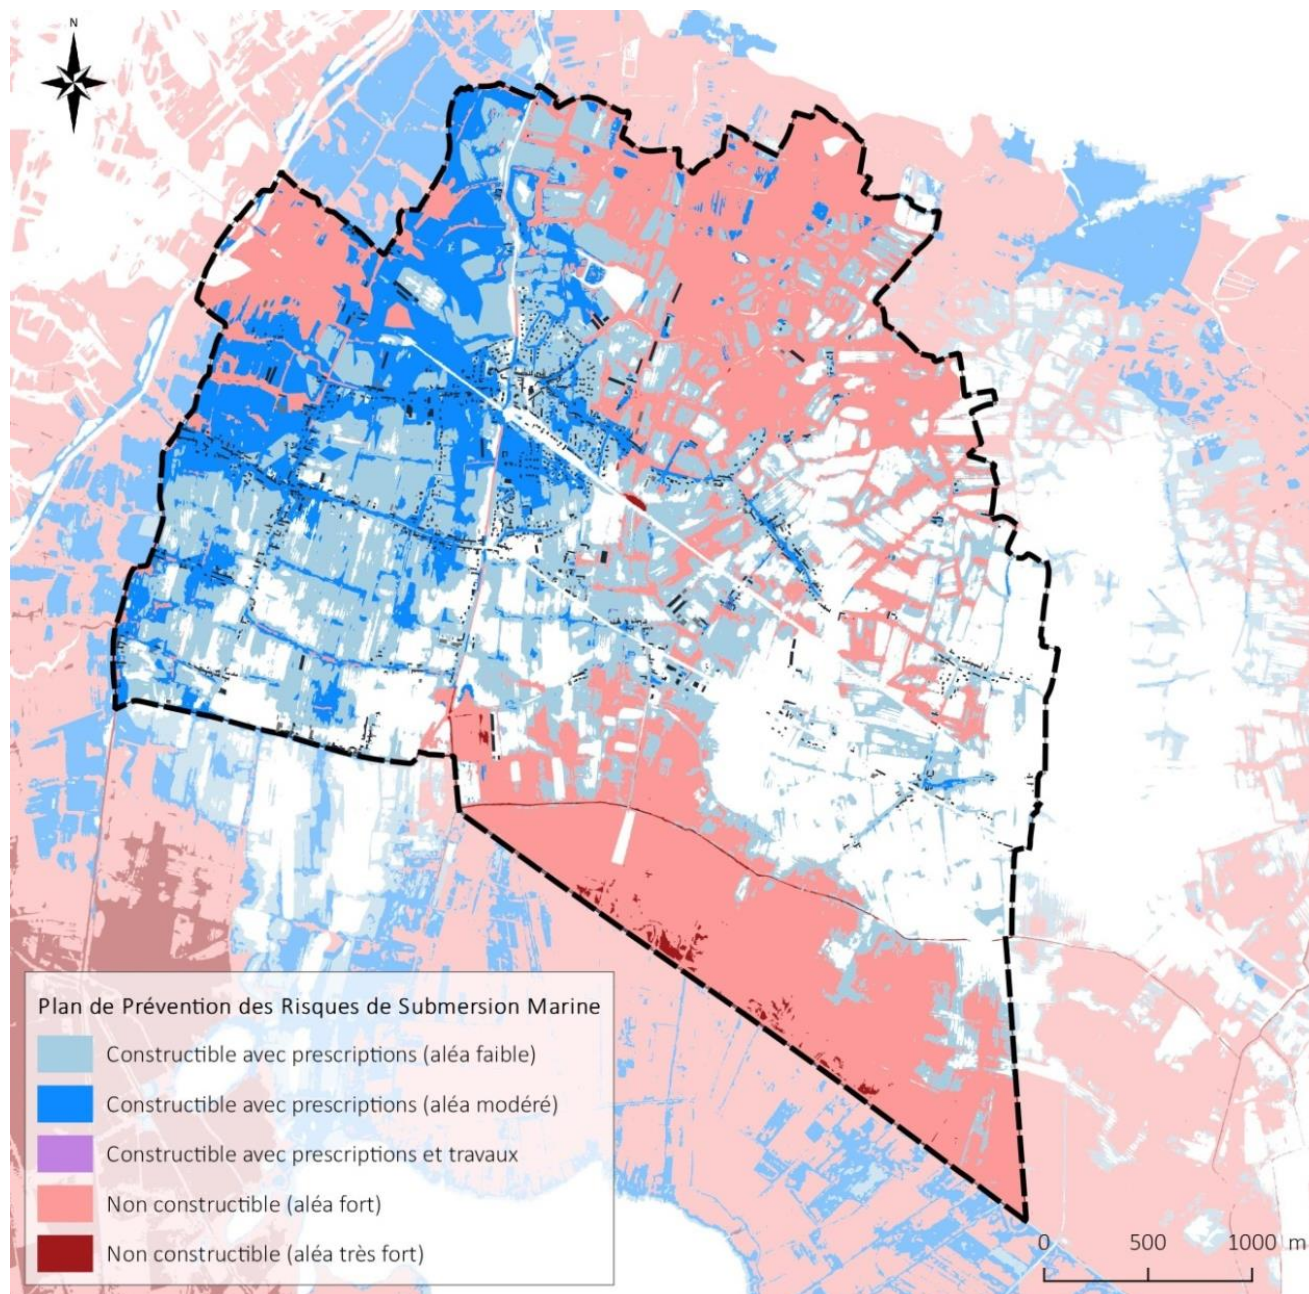 N
Plan de Prévention des Risques de Submersion Marine
Constructible avec prescriptions (aléa faible)
Constructible avec prescriptions (aléa modéré)
Constructible avec prescriptions et travaux
Non constructible (aléa fort)
Non constructible (aléa très fort)
0 500 1000 m